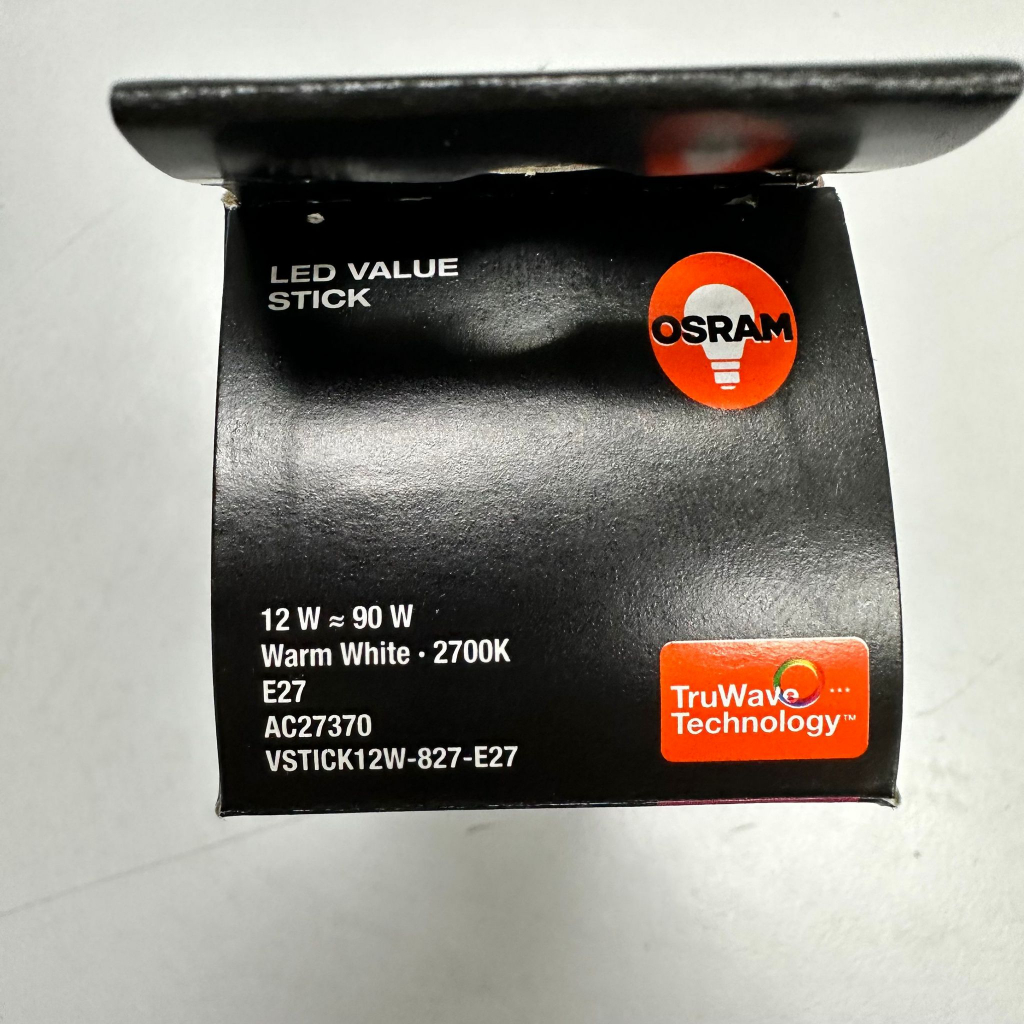 LED VALUE
STICK
OSRAM
12 W ≈ 90 W
Warm White · 2700K
E27
AC27370
VSTICK12W-827-E27
TruWave
Technology™